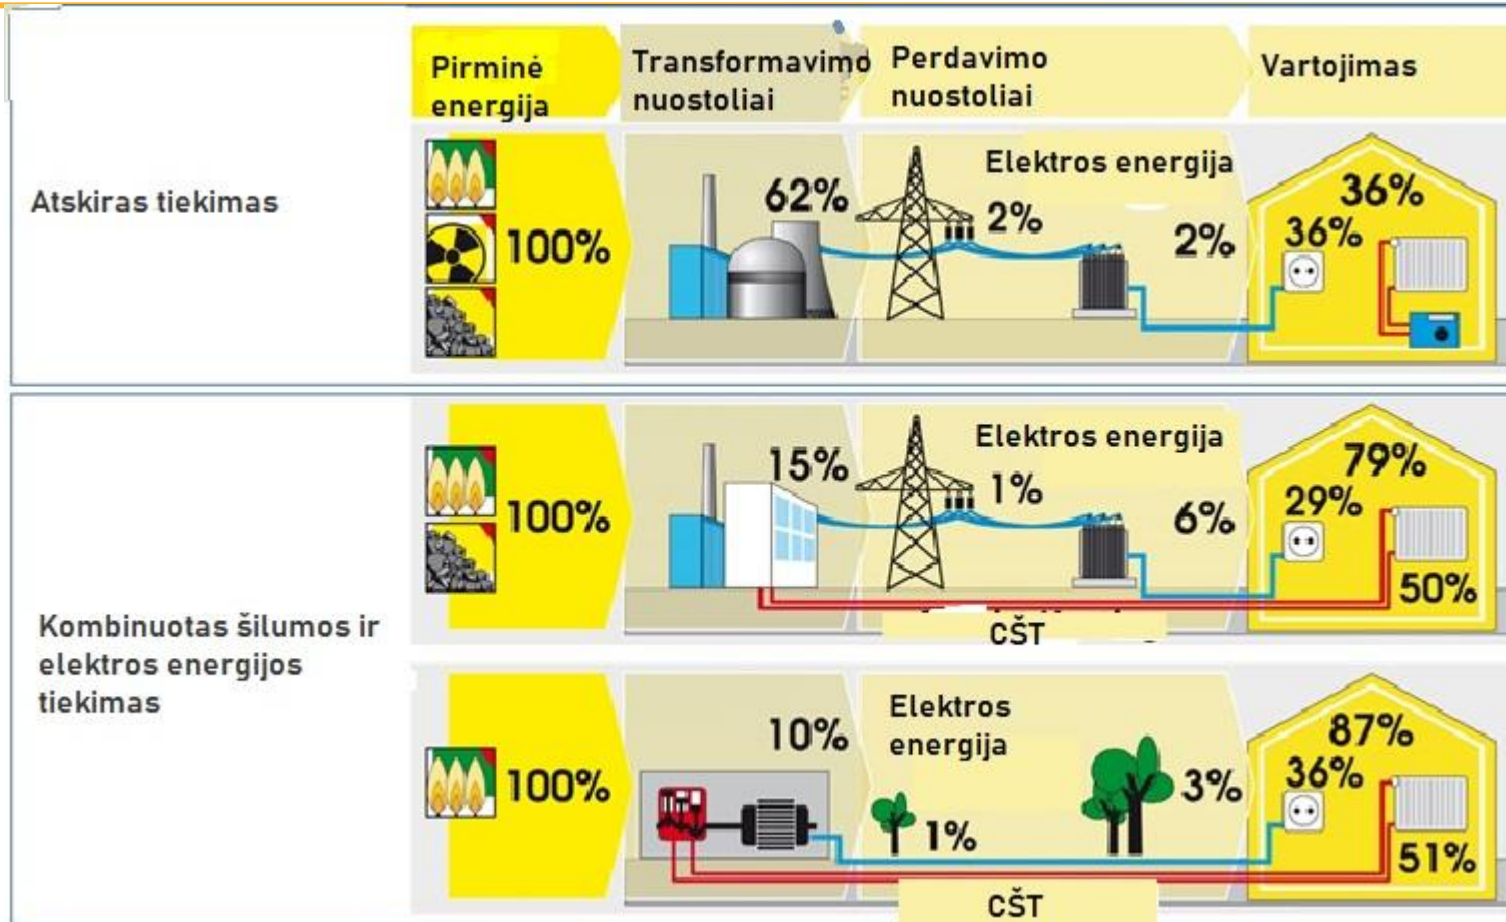 Pirminė
energija
Transformavimo
nuostoliai
Perdavimo
nuostoliai
Vartojimas
Atskiras tiekimas
100%
62%
Elektros energija
2%
2%
36%
36%
100%
15%
Elektros energija
1%
6%
79%
29%
50%
CŠT
Kombinuotas šilumos ir
elektros energijos
tiekimas
100%
10%
Elektros
energija
1%
3%
87%
36%
51%
CŠT